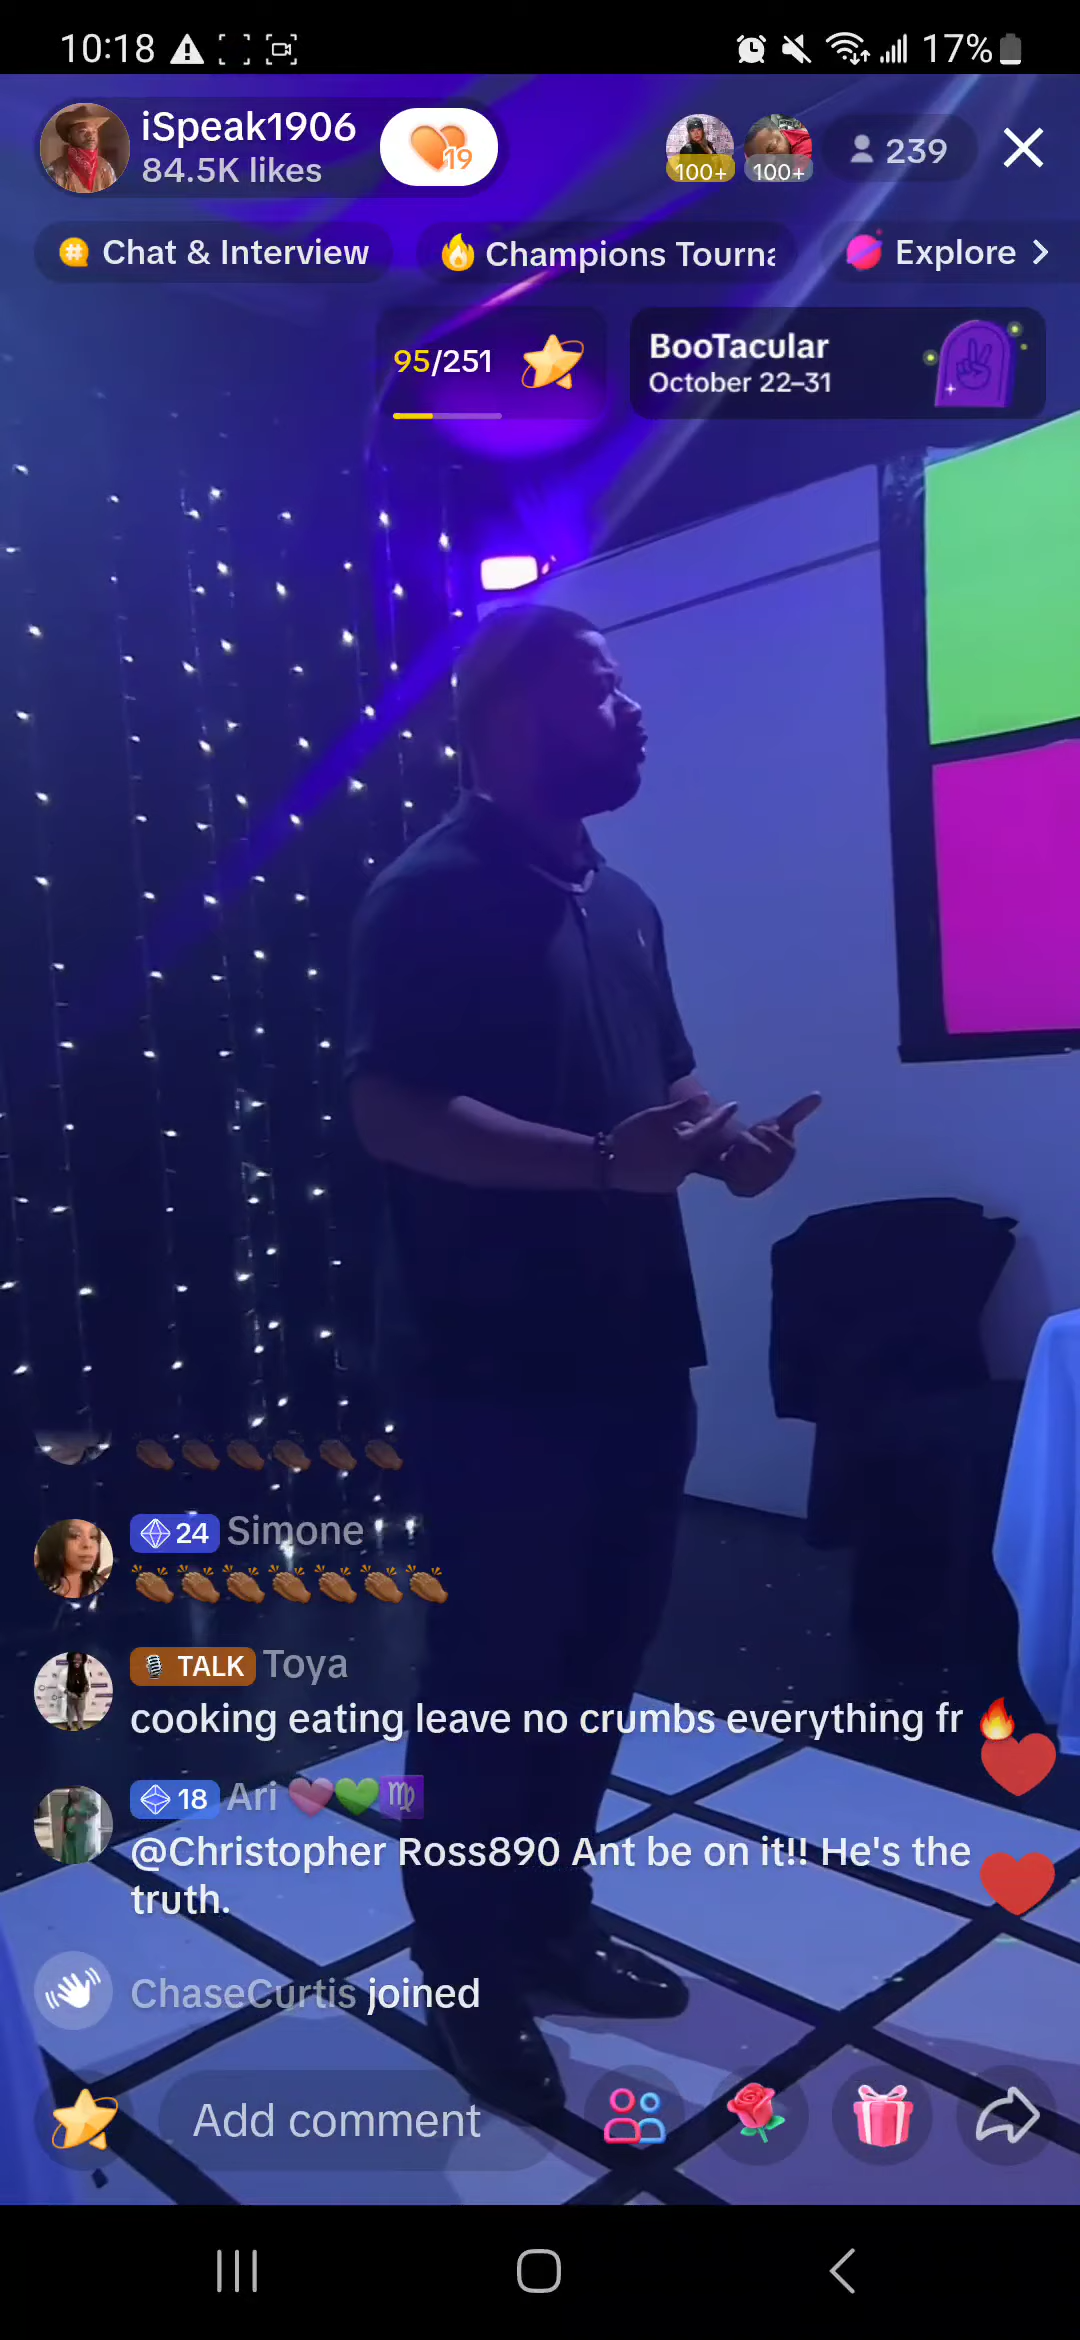 10:18
17%
iSpeak1906
84.5K likes
19
100+
100+
239
Chat & Interview
Champions Tourna
Explore
95/251
BooTacular
October 22–31
24 Simone
TALK Toya
cooking eating leave no crumbs everything fr 🔥
18 Ari 🩷💚♍
@Christopher Ross890 Ant be on it!! He's the
truth.
ChaseCurtis joined
Add comment